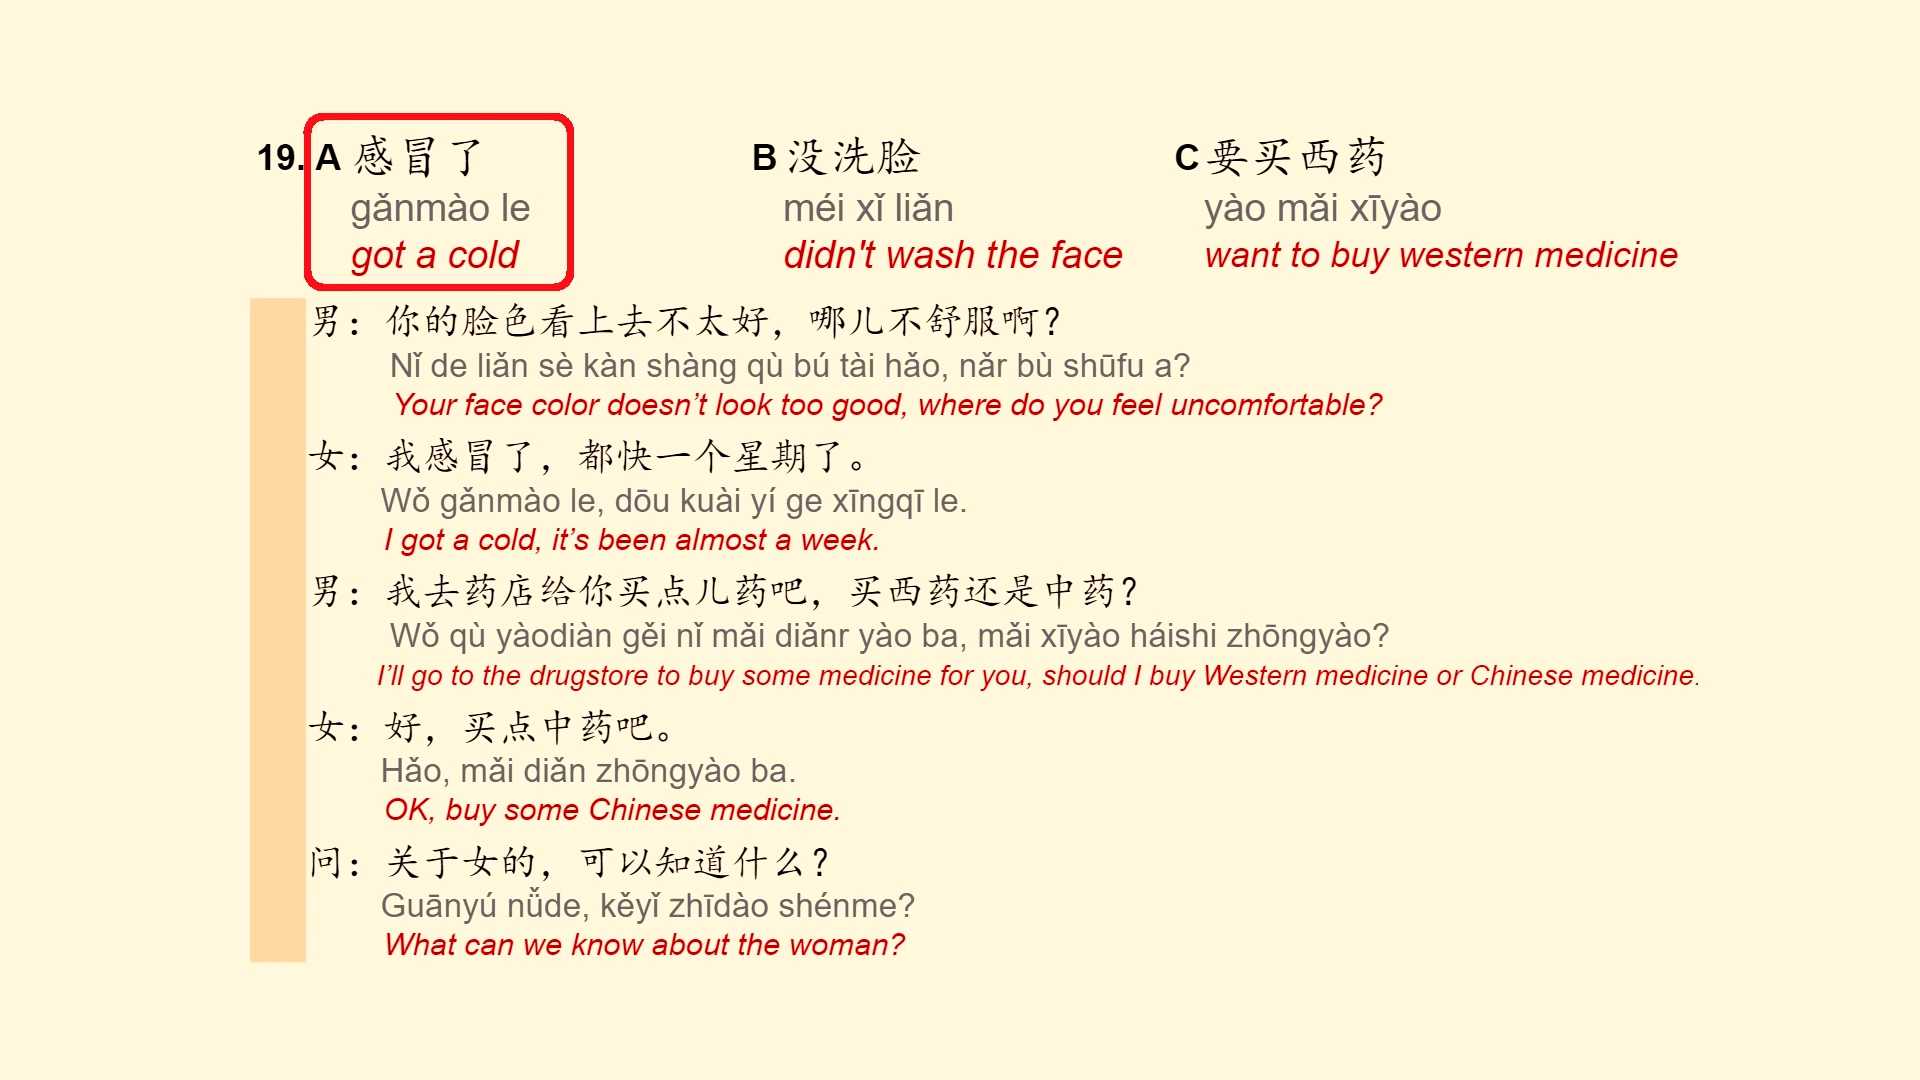 19. A 感冒了 B 没洗脸 C 要买西药
gǎnmào le méi xǐ liǎn yào mǎi xīyào
got a cold didn't wash the face want to buy western medicine
男：你的脸色看上去不太好，哪儿不舒服啊？
Nǐ de liǎn sè kàn shàng qù bú tài hǎo, nǎr bù shūfu a?
Your face color doesn’t look too good, where do you feel uncomfortable?
女：我感冒了，都快一个星期了。
Wǒ gǎnmào le, dōu kuài yí ge xīngqī le.
I got a cold, it’s been almost a week.
男：我去药店给你买点儿药吧，买西药还是中药？
Wǒ qù yàodiàn gěi nǐ mǎi diǎnr yào ba, mǎi xīyào háishi zhōngyào?
I’ll go to the drugstore to buy some medicine for you, should I buy Western medicine or Chinese medicine.
女：好，买点中药吧。
Hǎo, mǎi diǎn zhōngyào ba.
OK, buy some Chinese medicine.
问：关于女的，可以知道什么？
Guānyú nǚde, kěyǐ zhīdào shénme?
What can we know about the woman?